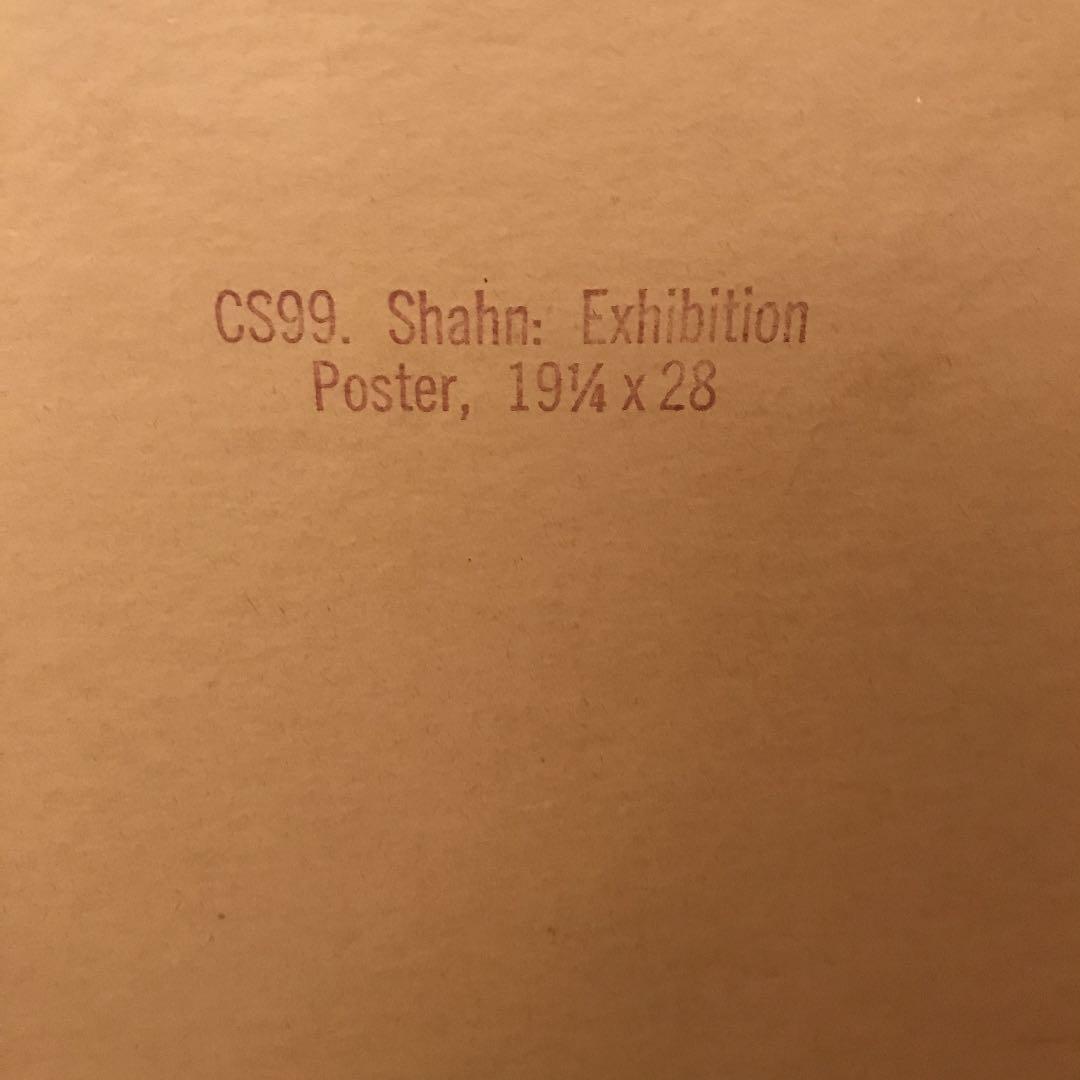 CS99. Shahn: Exhibition
Poster, 19¼ x 28